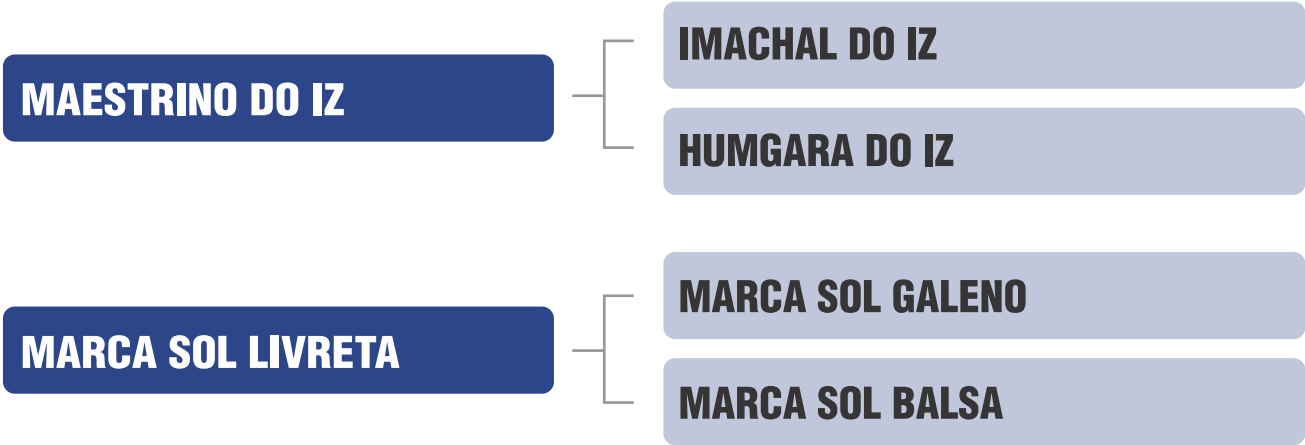 IMACHAL DO IZ
MAESTRINO DO IZ
HUMGARA DO IZ
MARCA SOL GALENO
MARCA SOL LIVRETA
MARCA SOL BALSA